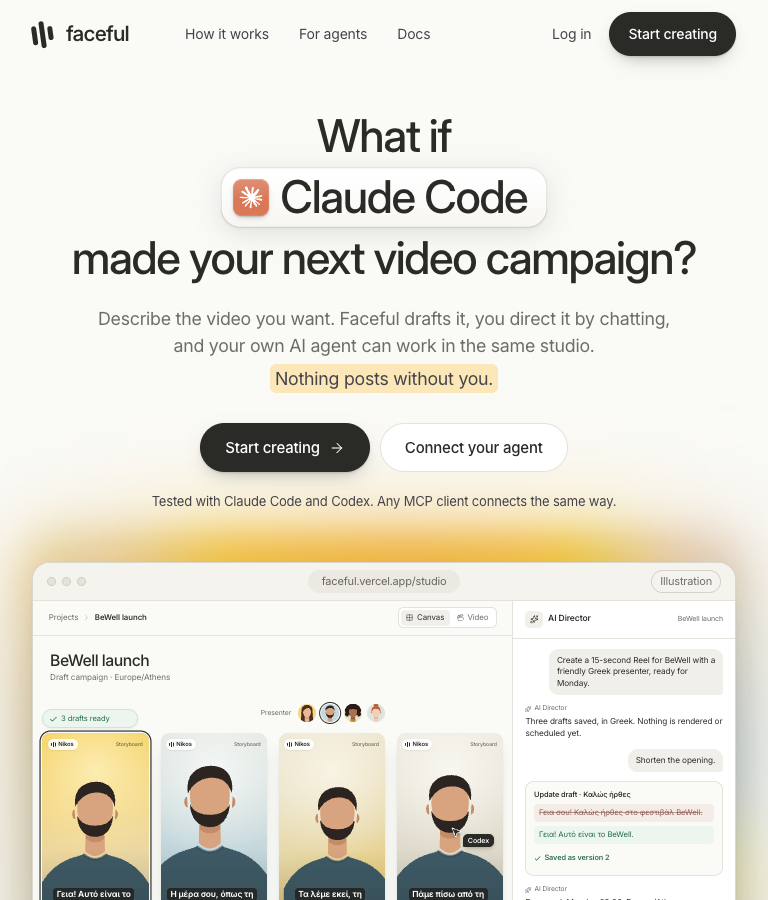 faceful
How it works
For agents
Docs
Log in
Start creating
What if
Claude Code
made your next video campaign?
Describe the video you want. Faceful drafts it, you direct it by chatting,
and your own AI agent can work in the same studio.
Nothing posts without you.
Start creating →
Connect your agent
Tested with Claude Code and Codex. Any MCP client connects the same way.
faceful.vercel.app/studio
Illustration
Projects › BeWell launch
Canvas
Video
BeWell launch
Draft campaign · Europe/Athens
3 drafts ready
Presenter
Nikos
Storyboard
Γεια! Αυτό είναι το
Nikos
Storyboard
Η μέρα σου, όπως τη
Nikos
Storyboard
Τα λέμε εκεί, τη
Nikos
Storyboard
Codex
Πάμε πίσω από τη
AI Director
BeWell launch
Create a 15-second Reel for BeWell with a
friendly Greek presenter, ready for
Monday.
AI Director
Three drafts saved, in Greek. Nothing is rendered or
scheduled yet.
Shorten the opening.
Update draft · Καλώς ήρθες
Γεια σου! Καλώς ήρθες στο φεστιβάλ BeWell.
Γεια! Αυτό είναι το BeWell.
Saved as version 2
AI Director